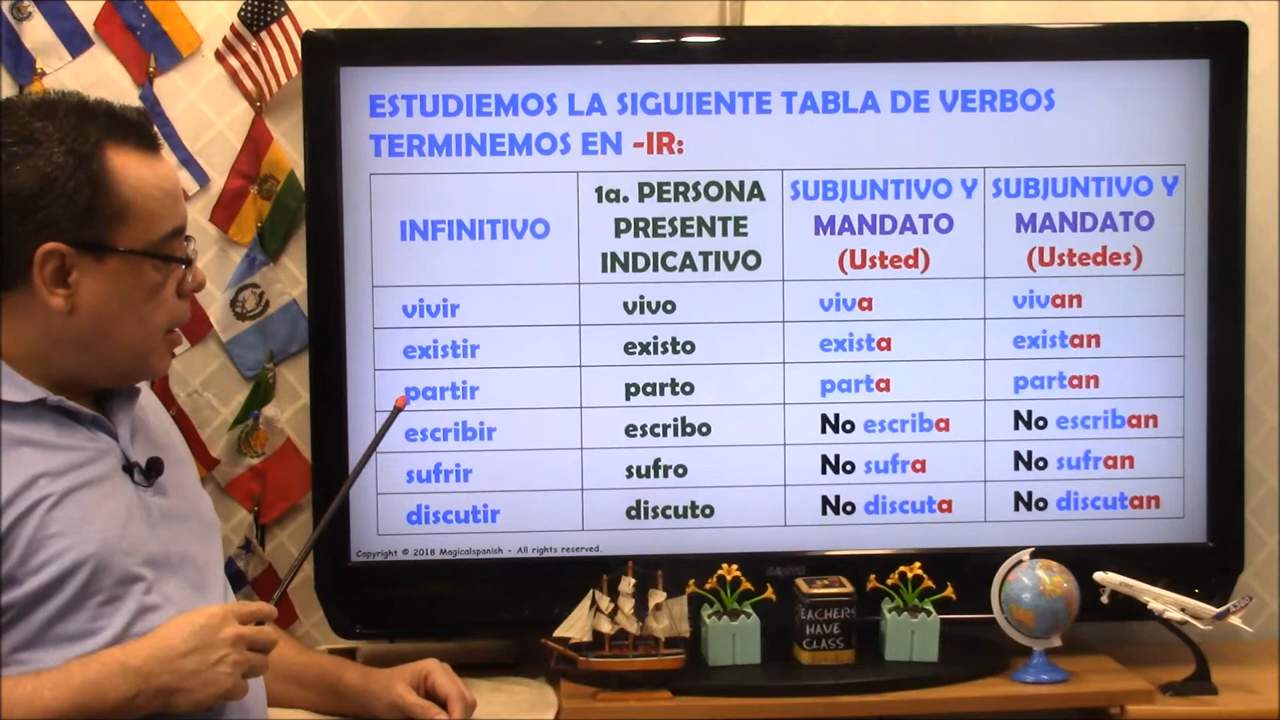 ESTUDIEMOS LA SIGUIENTE TABLA DE VERBOS
TERMINEMOS EN -IR:
INFINITIVO
1a. PERSONA
PRESENTE
INDICATIVO
SUBJUNTIVO Y
MANDATO
(Usted)
SUBJUNTIVO Y
MANDATO
(Ustedes)
vivir vivo viva vivan
existir existo exista existan
partir parto parta partan
escribir escribo No escriba No escriban
sufrir sufro No sufra No sufran
discutir discuto No discuta No discutan
Copyright © 2018 Magicalspanish - All rights reserved.
SANYO
EACHERS
HAVE
CLASS
A380